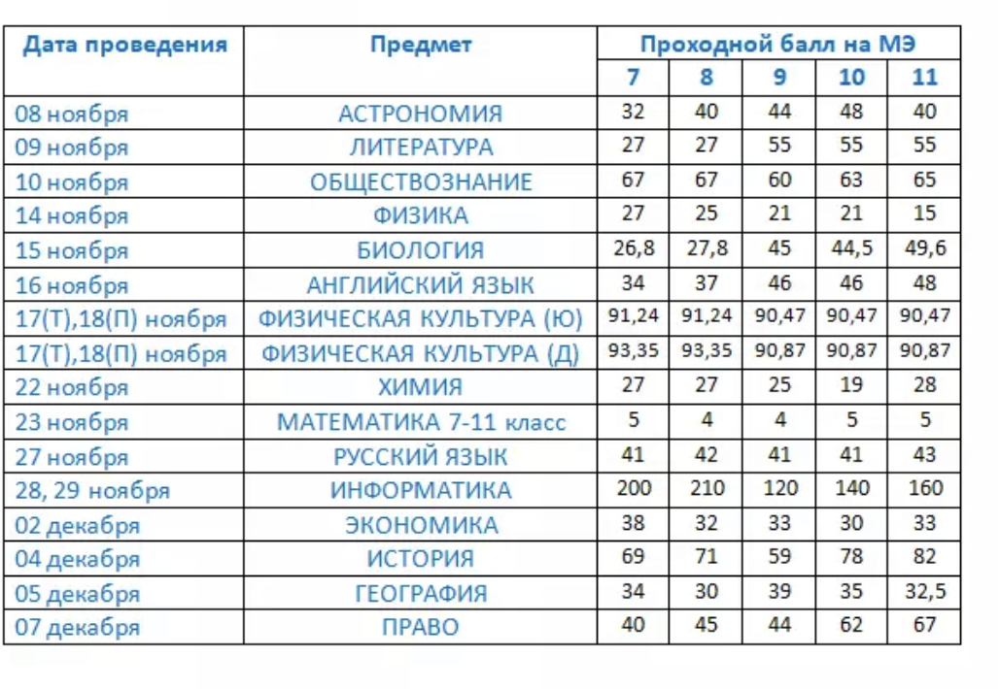 Дата проведения Предмет Проходной балл на МЭ
7 8 9 10 11
08 ноября АСТРОНОМИЯ 32 40 44 48 40
09 ноября ЛИТЕРАТУРА 27 27 55 55 55
10 ноября ОБЩЕСТВОЗНАНИЕ 67 67 60 63 65
14 ноября ФИЗИКА 27 25 21 21 15
15 ноября БИОЛОГИЯ 26,8 27,8 45 44,5 49,6
16 ноября АНГЛИЙСКИЙ ЯЗЫК 34 37 46 46 48
17(Т),18(П) ноября ФИЗИЧЕСКАЯ КУЛЬТУРА (Ю) 91,24 91,24 90,47 90,47 90,47
17(Т),18(П) ноября ФИЗИЧЕСКАЯ КУЛЬТУРА (Д) 93,35 93,35 90,87 90,87 90,87
22 ноября ХИМИЯ 27 27 25 19 28
23 ноября МАТЕМАТИКА 7-11 класс 5 4 4 5 5
27 ноября РУССКИЙ ЯЗЫК 41 42 41 41 43
28, 29 ноября ИНФОРМАТИКА 200 210 120 140 160
02 декабря ЭКОНОМИКА 38 32 33 30 33
04 декабря ИСТОРИЯ 69 71 59 78 82
05 декабря ГЕОГРАФИЯ 34 30 39 35 32,5
07 декабря ПРАВО 40 45 44 62 67